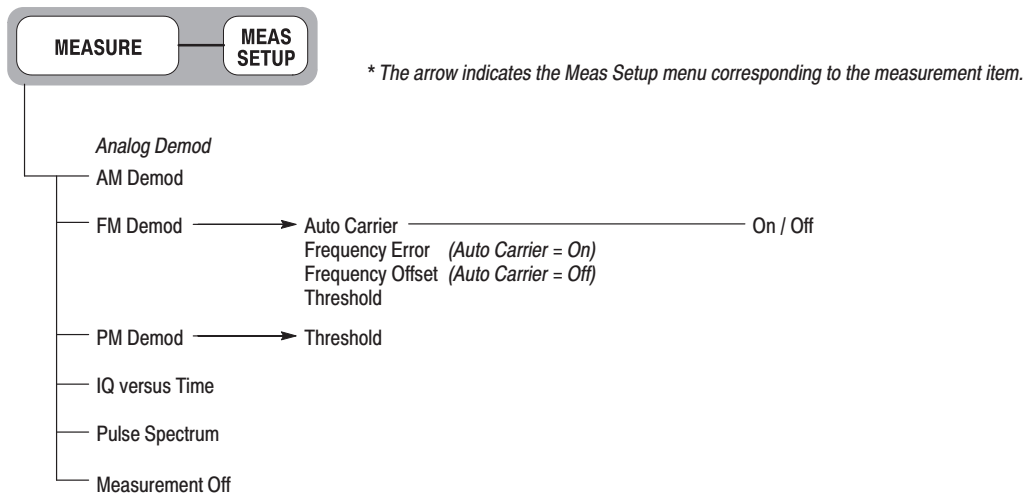 MEASURE
MEAS
SETUP
* The arrow indicates the Meas Setup menu corresponding to the measurement item.
Analog Demod
AM Demod
FM Demod Auto Carrier On / Off
Frequency Error (Auto Carrier = On)
Frequency Offset (Auto Carrier = Off)
Threshold
PM Demod Threshold
IQ versus Time
Pulse Spectrum
Measurement Off